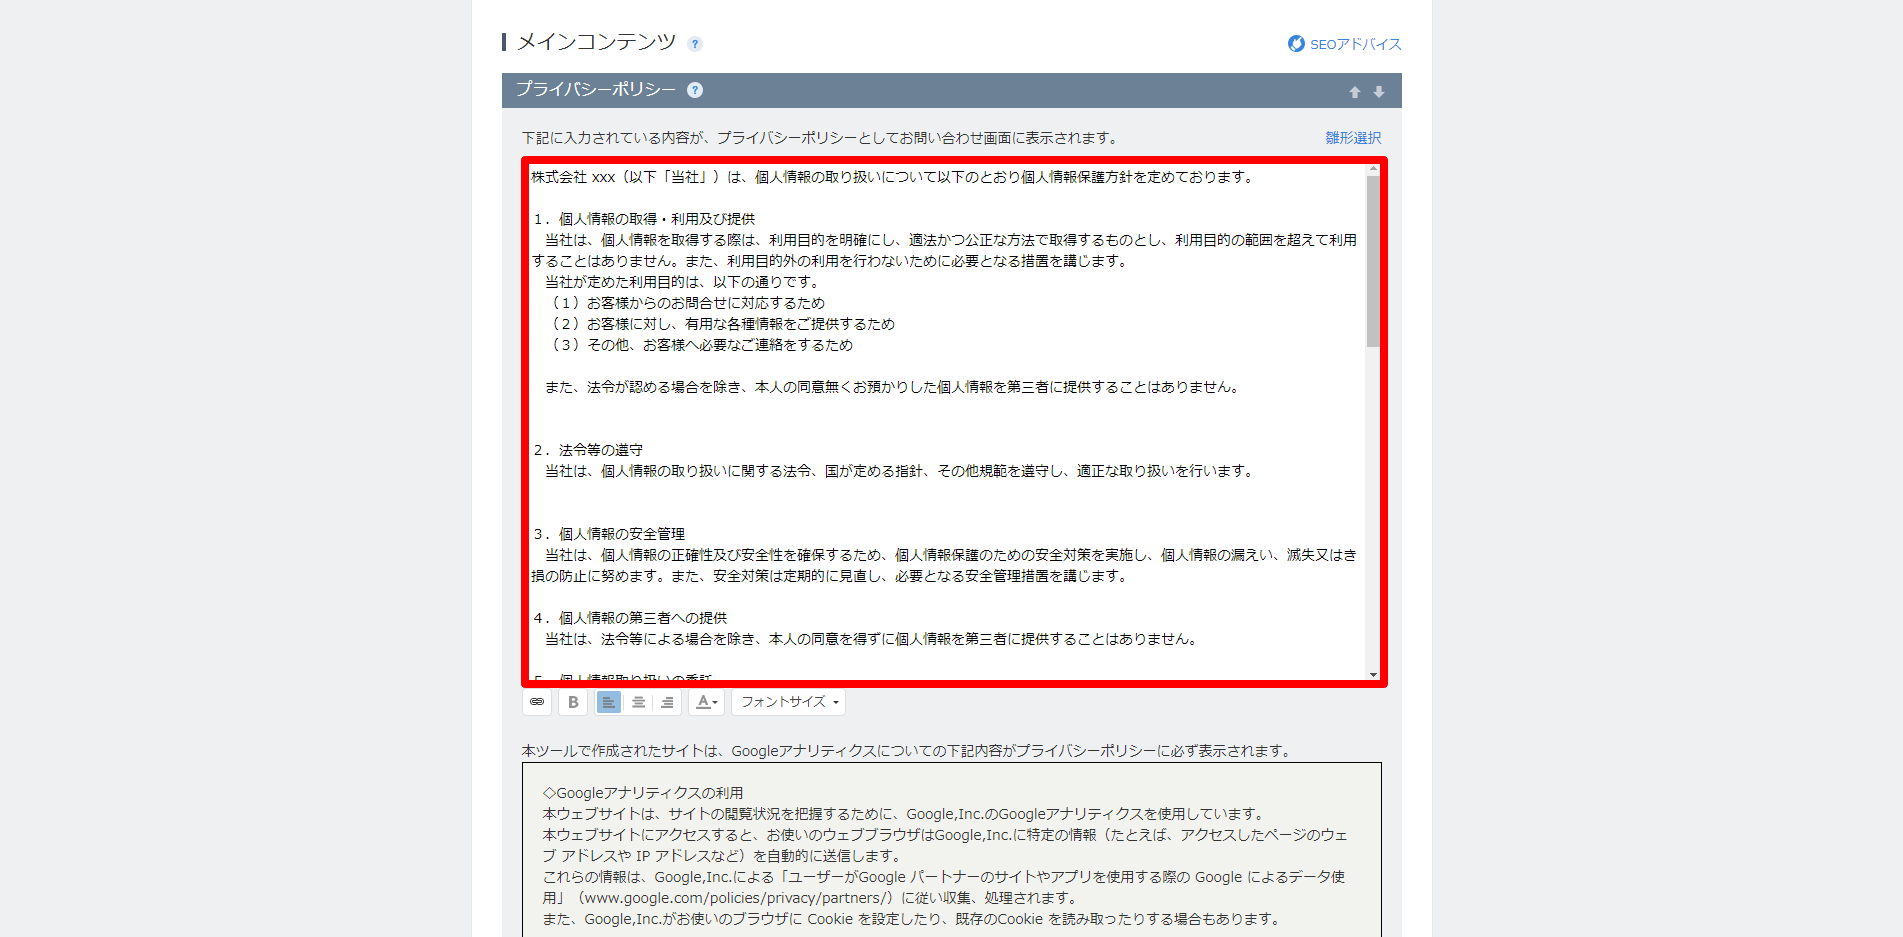 メインコンテンツ ?
SEOアドバイス
プライバシーポリシー ?
下記に入力されている内容が、プライバシーポリシーとしてお問い合わせ画面に表示されます。
雛形選択
株式会社 xxx（以下「当社」）は、個人情報の取り扱いについて以下のとおり個人情報保護方針を定めております。
１．個人情報の取得・利用及び提供
　当社は、個人情報を取得する際は、利用目的を明確にし、適法かつ公正な方法で取得するものとし、利用目的の範囲を超えて利用
することはありません。また、利用目的外の利用を行わないために必要となる措置を講じます。
　当社が定めた利用目的は、以下の通りです。
　（１）お客様からのお問合せに対応するため
　（２）お客様に対し、有用な各種情報をご提供するため
　（３）その他、お客様へ必要なご連絡をするため
　また、法令が認める場合を除き、本人の同意無くお預かりした個人情報を第三者に提供することはありません。
２．法令等の遵守
　当社は、個人情報の取り扱いに関する法令、国が定める指針、その他規範を遵守し、適正な取り扱いを行います。
３．個人情報の安全管理
　当社は、個人情報の正確性及び安全性を確保するため、個人情報保護のための安全対策を実施し、個人情報の漏えい、滅失又はき
損の防止に努めます。また、安全対策は定期的に見直し、必要となる安全管理措置を講じます。
４．個人情報の第三者への提供
　当社は、法令等による場合を除き、本人の同意を得ずに個人情報を第三者に提供することはありません。
５．個人情報取り扱いの委託
B
A
フォントサイズ
本ツールで作成されたサイトは、Googleアナリティクスについての下記内容がプライバシーポリシーに必ず表示されます。
◇Googleアナリティクスの利用
本ウェブサイトは、サイトの閲覧状況を把握するために、Google,Inc.のGoogleアナリティクスを使用しています。
本ウェブサイトにアクセスすると、お使いのウェブブラウザはGoogle,Inc.に特定の情報（たとえば、アクセスしたページのウェ
ブ アドレスや IP アドレスなど）を自動的に送信します。
これらの情報は、Google,Inc.による「ユーザーがGoogle パートナーのサイトやアプリを使用する際の Google によるデータ使
用」（www.google.com/policies/privacy/partners/）に従い収集、処理されます。
また、Google,Inc.がお使いのブラウザに Cookie を設定したり、既存のCookie を読み取ったりする場合もあります。